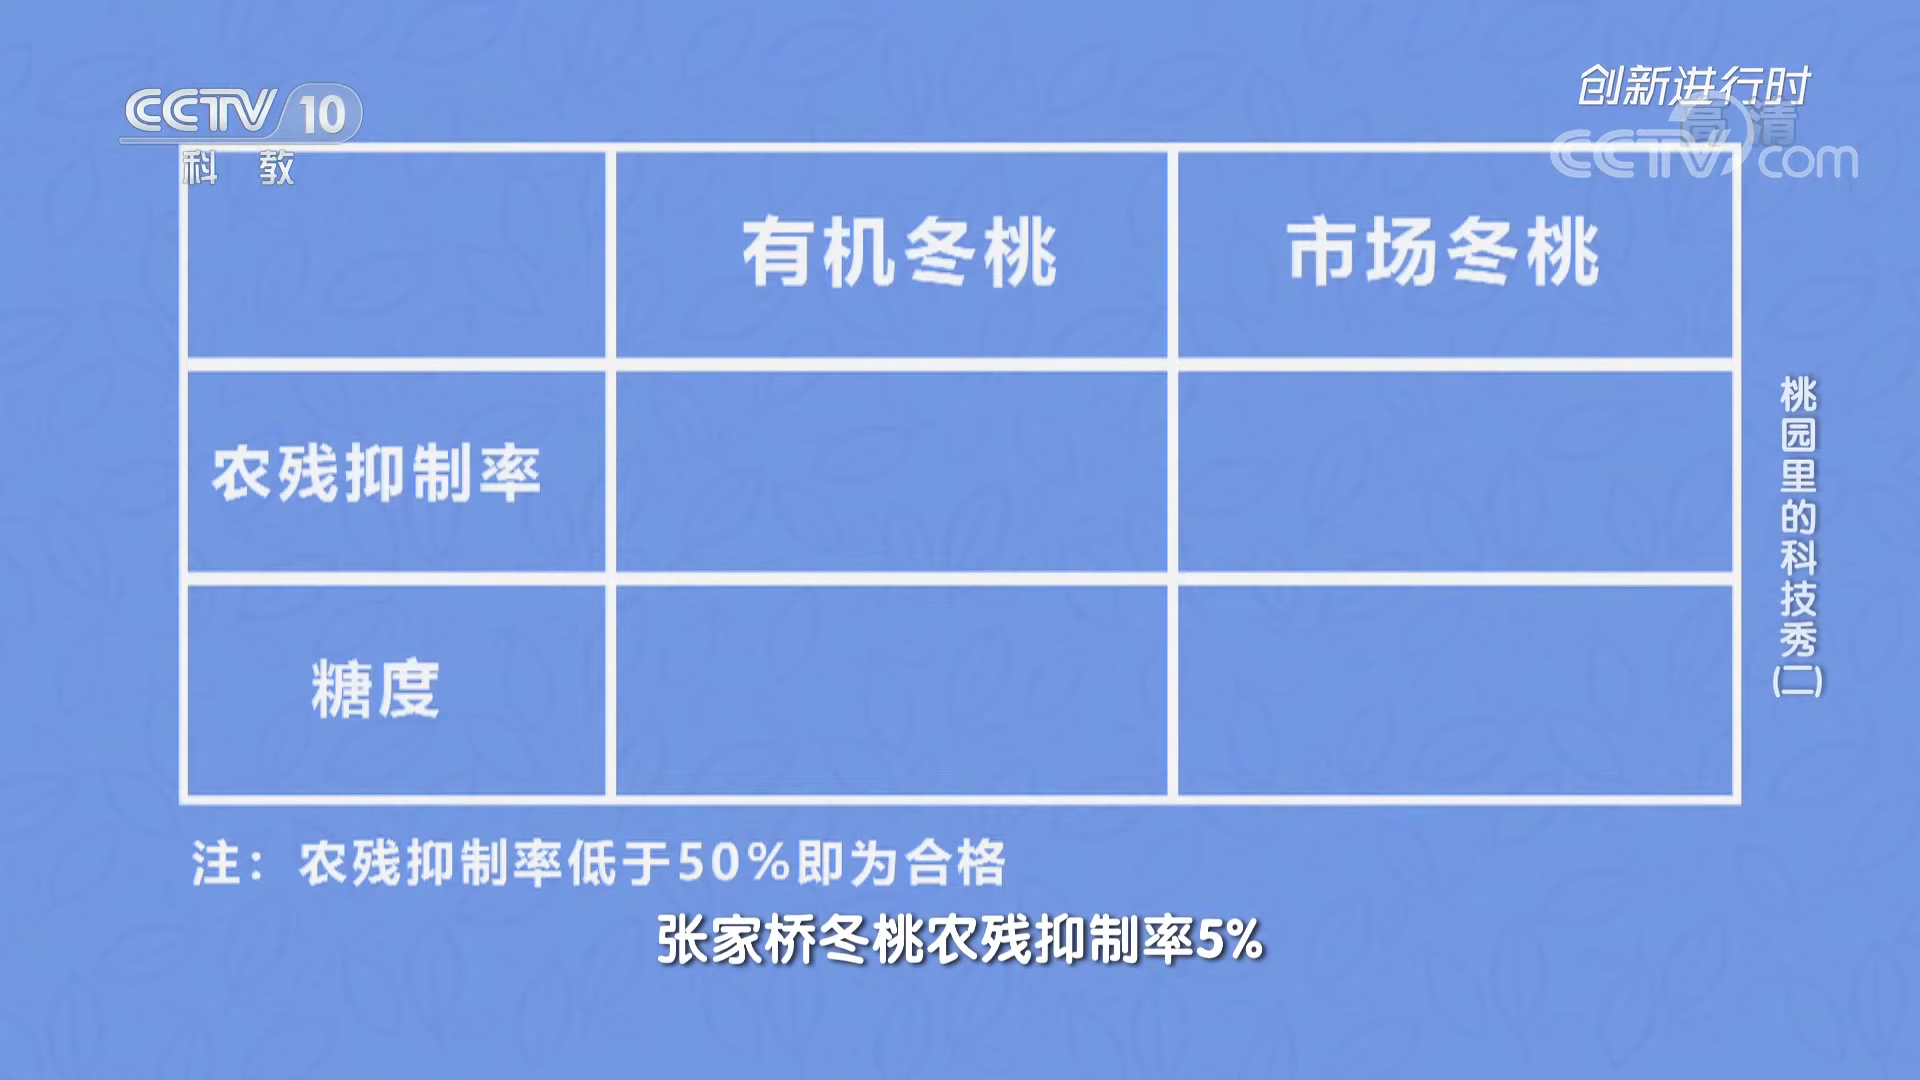 CCTV 10
科 教
创新进行时
高清
CCTV.com
有机冬桃
市场冬桃
农残抑制率
糖度
桃园里的科技秀(二)
注：农残抑制率低于50%即为合格
张家桥冬桃农残抑制率5%